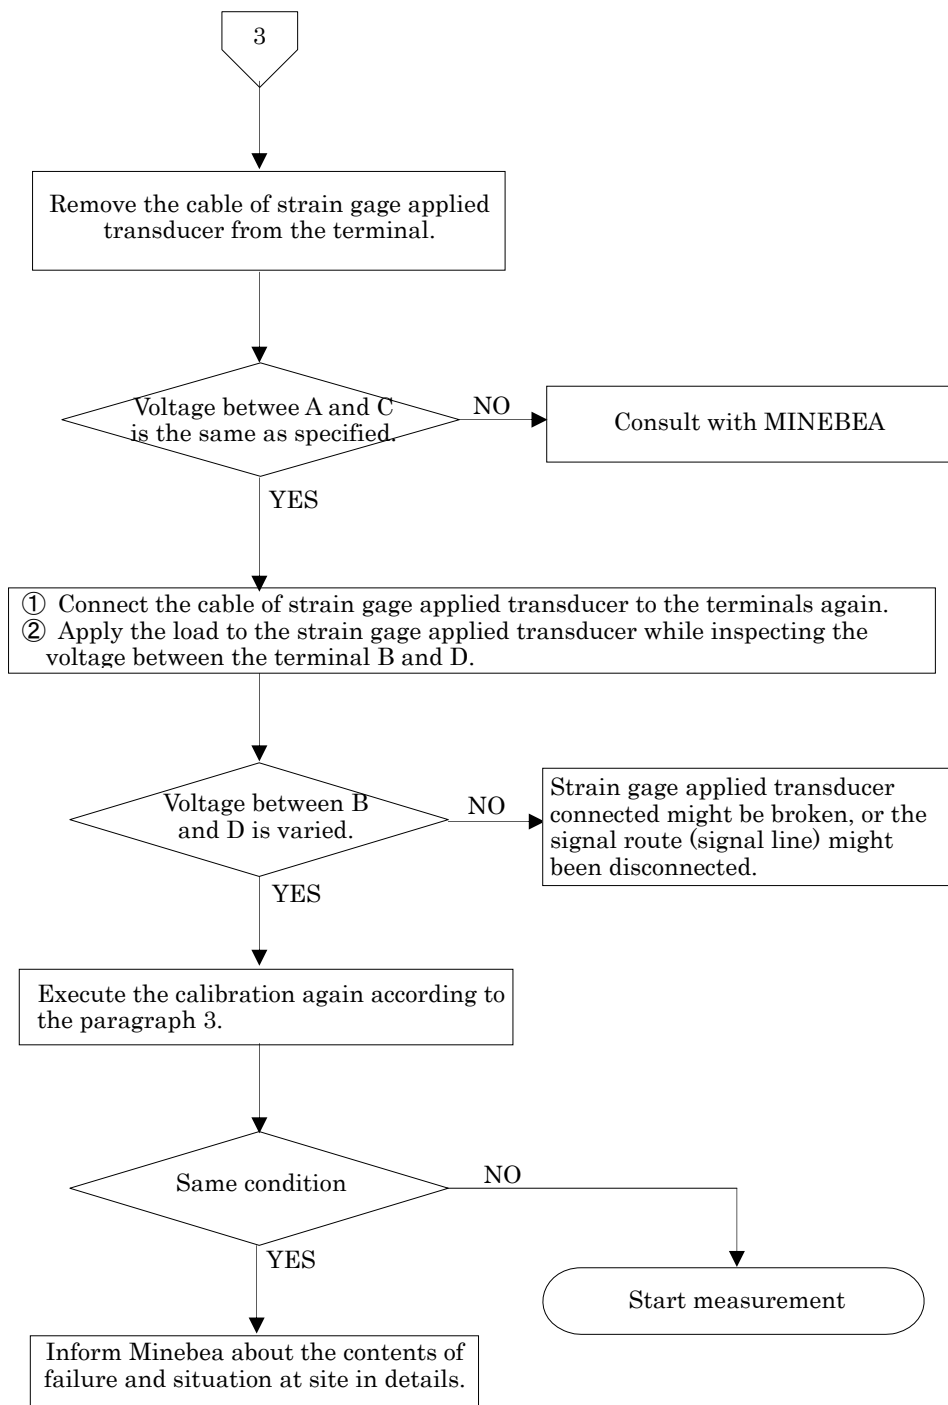 3
Remove the cable of strain gage applied
transducer from the terminal.
Voltage betwee A and C
is the same as specified.
NO
Consult with MINEBEA
YES
① Connect the cable of strain gage applied transducer to the terminals again.
② Apply the load to the strain gage applied transducer while inspecting the
voltage between the terminal B and D.
Voltage between B
and D is varied.
NO
Strain gage applied transducer
connected might be broken, or the
signal route (signal line) might
been disconnected.
YES
Execute the calibration again according to
the paragraph 3.
Same condition
NO
YES
Start measurement
Inform Minebea about the contents of
failure and situation at site in details.